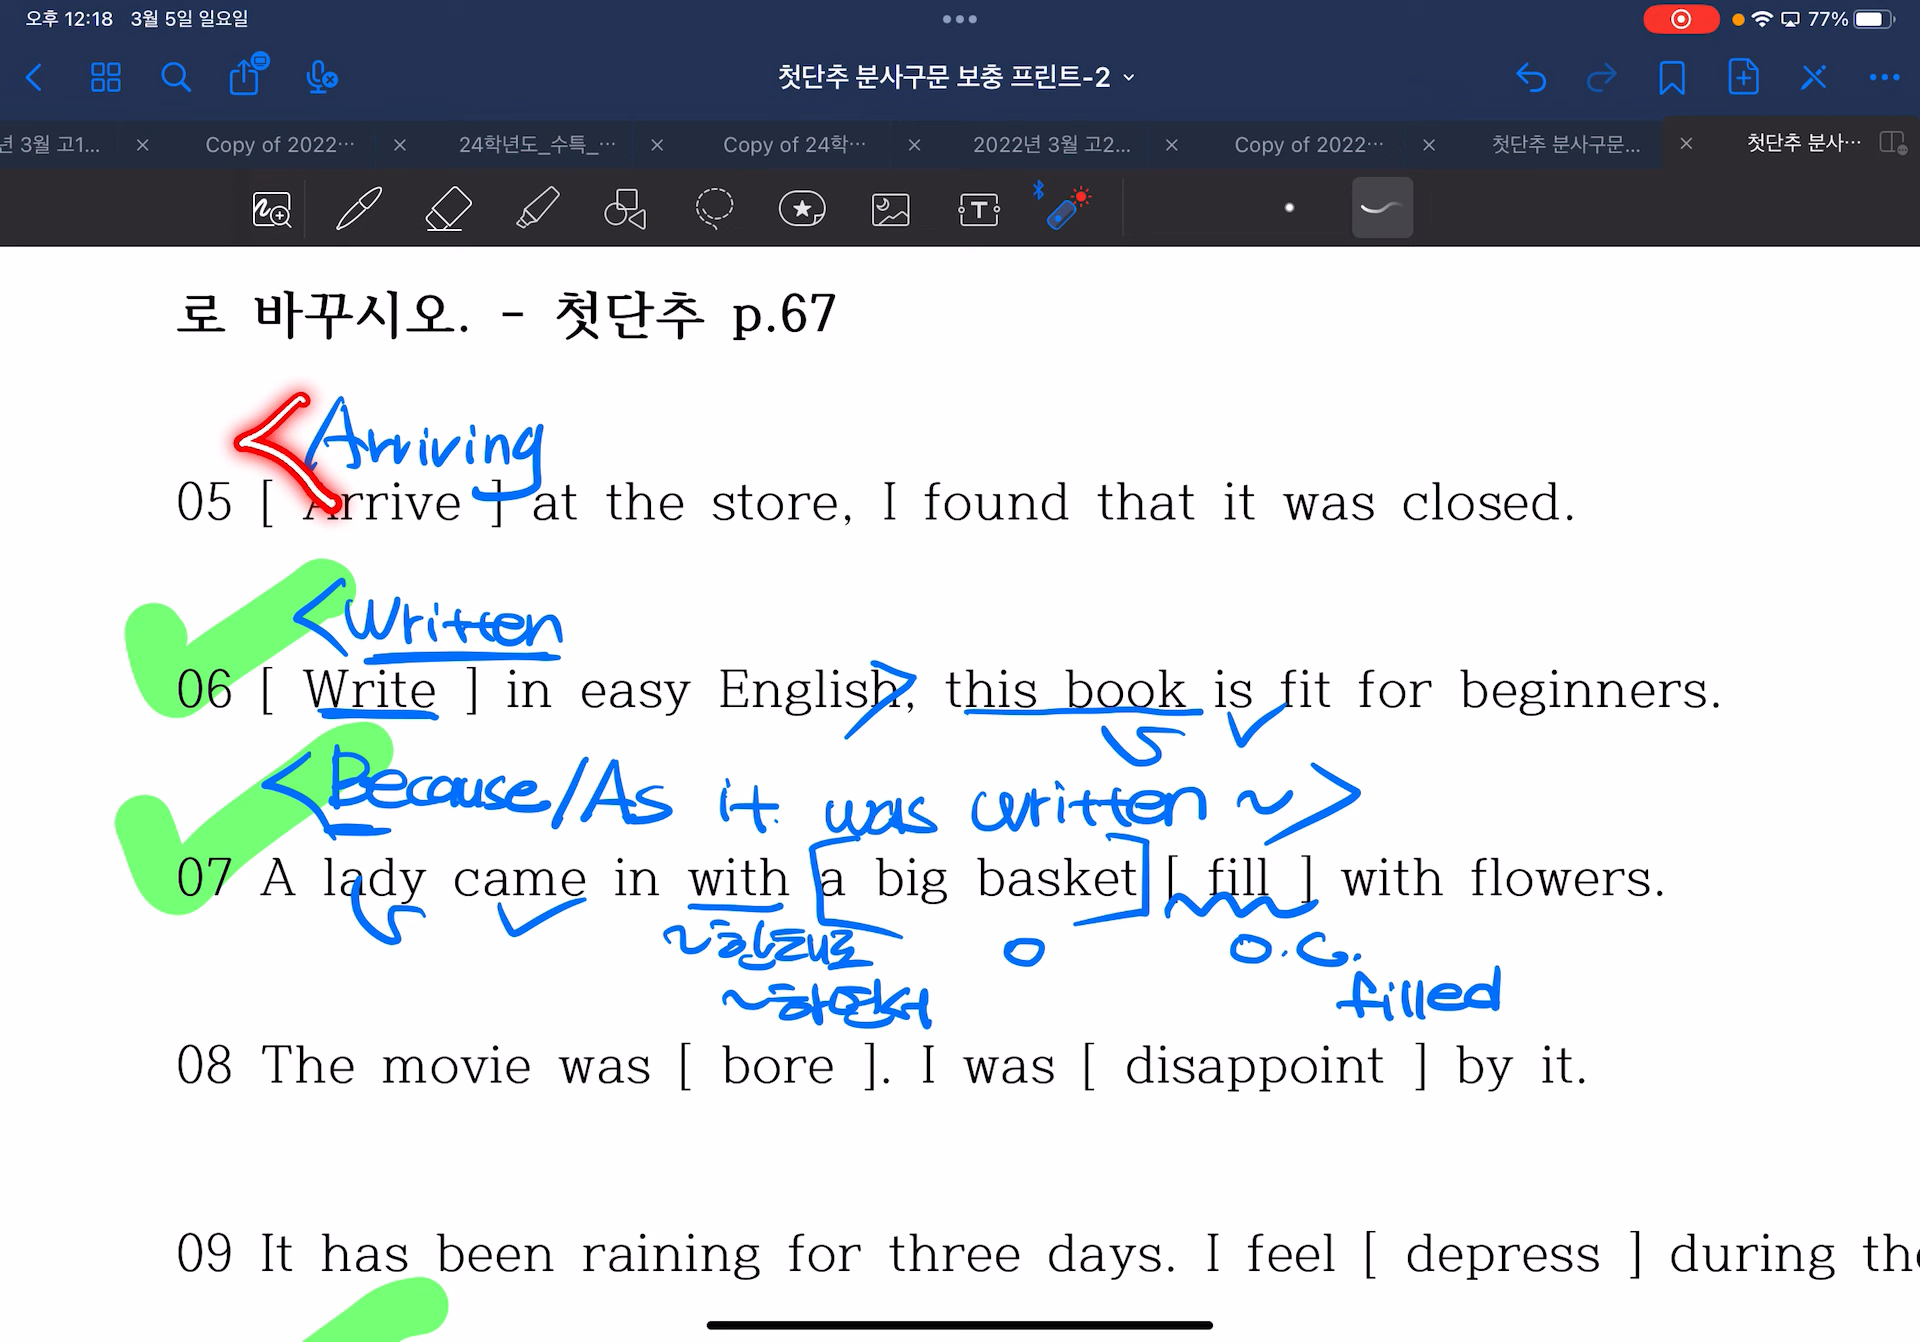 오후 12:18 3월 5일 일요일
77%
첫단추 분사구문 보충 프린트-2
년 3월 고1... Copy of 2022... 24학년도_수특_... Copy of 24학... 2022년 3월 고2... Copy of 2022... 첫단추 분사구문... 첫단추 분사...
로 바꾸시오. - 첫단추 p.67
<Arriving
05 [ Arrive ] at the store, I found that it was closed.
<Written
06 [ Write ] in easy English>, this book is fit for beginners.
S V
<Because/As it was written ~>
07 A lady came in with [a big basket] [ fill ] with flowers.
S V ~한채로 O O.C.
~하면서 filled
08 The movie was [ bore ]. I was [ disappoint ] by it.
09 It has been raining for three days. I feel [ depress ] during